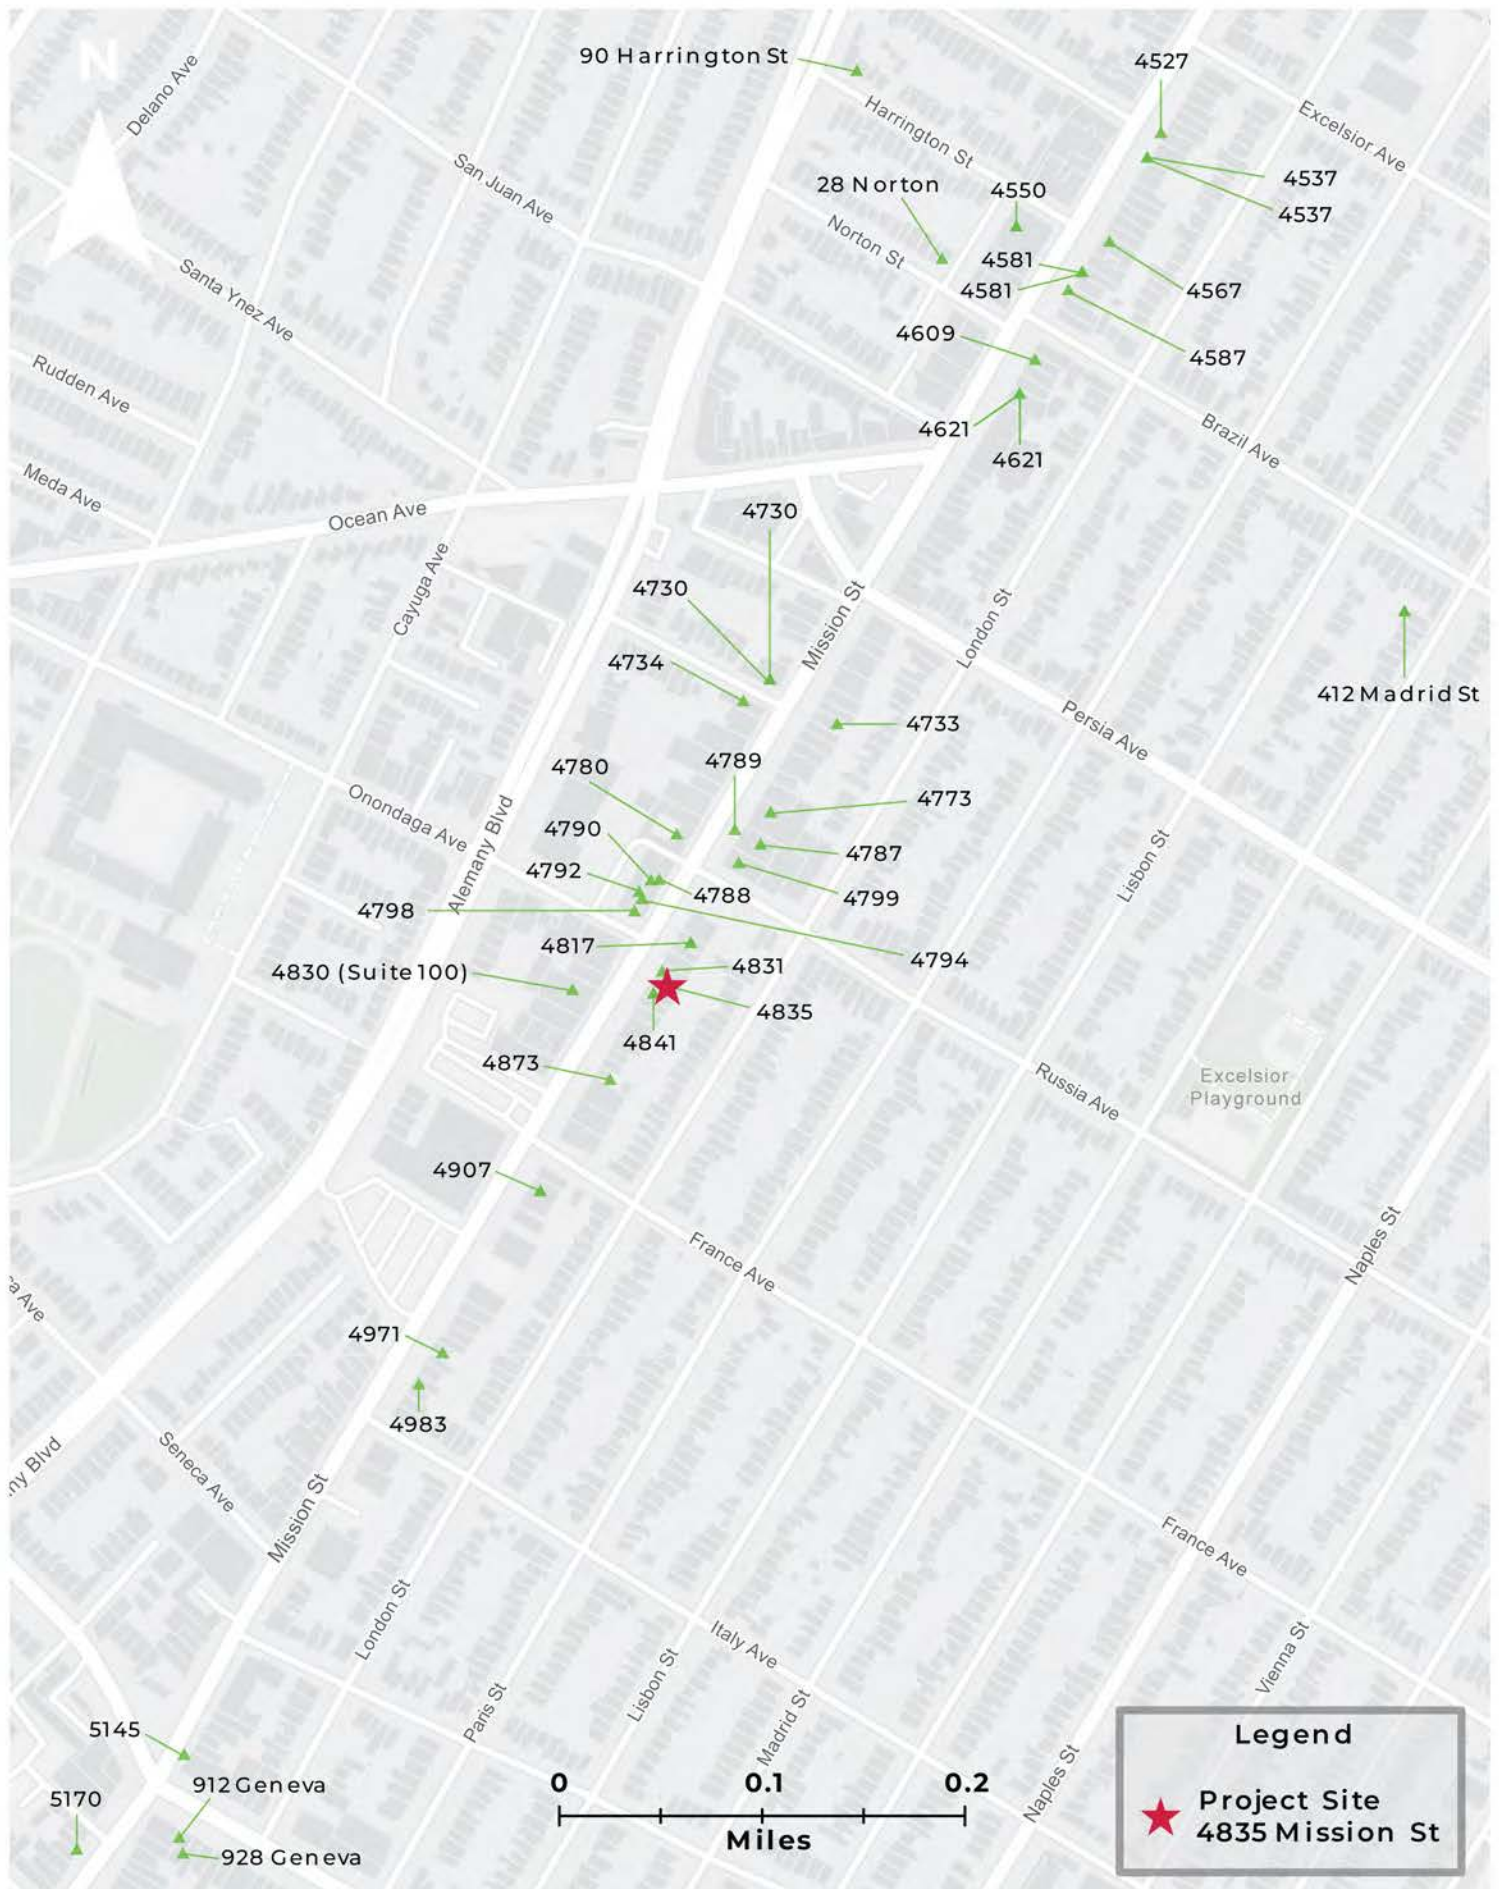 90 Harrington St
4527
N
Delano Ave
Harrington St
Excelsior Ave
San Juan Ave
28 Norton
4550
4537
4537
Norton St
4581
4581
4567
Santa Ynez Ave
4609
4587
Rudden Ave
4621
4621
Brazil Ave
Meda Ave
Ocean Ave
4730
Cayuga Ave
4730
Mission St
London St
4734
412 Madrid St
4733
Persia Ave
4780
4789
4773
Onondaga Ave
4790
4787
Alemany Blvd
Lisbon St
4792
4788
4799
4798
4817
4794
4830 (Suite 100)
4831
4835
4841
4873
Russia Ave
Excelsior
Playground
4907
France Ave
Naples St
a Ave
4971
4983
ny Blvd
Seneca Ave
Mission St
France Ave
London St
Italy Ave
Paris St
Lisbon St
Madrid St
Vienna St
Naples St
5145
912 Geneva
5170
928 Geneva
0
0.1
0.2
Miles
Legend
Project Site
4835 Mission St